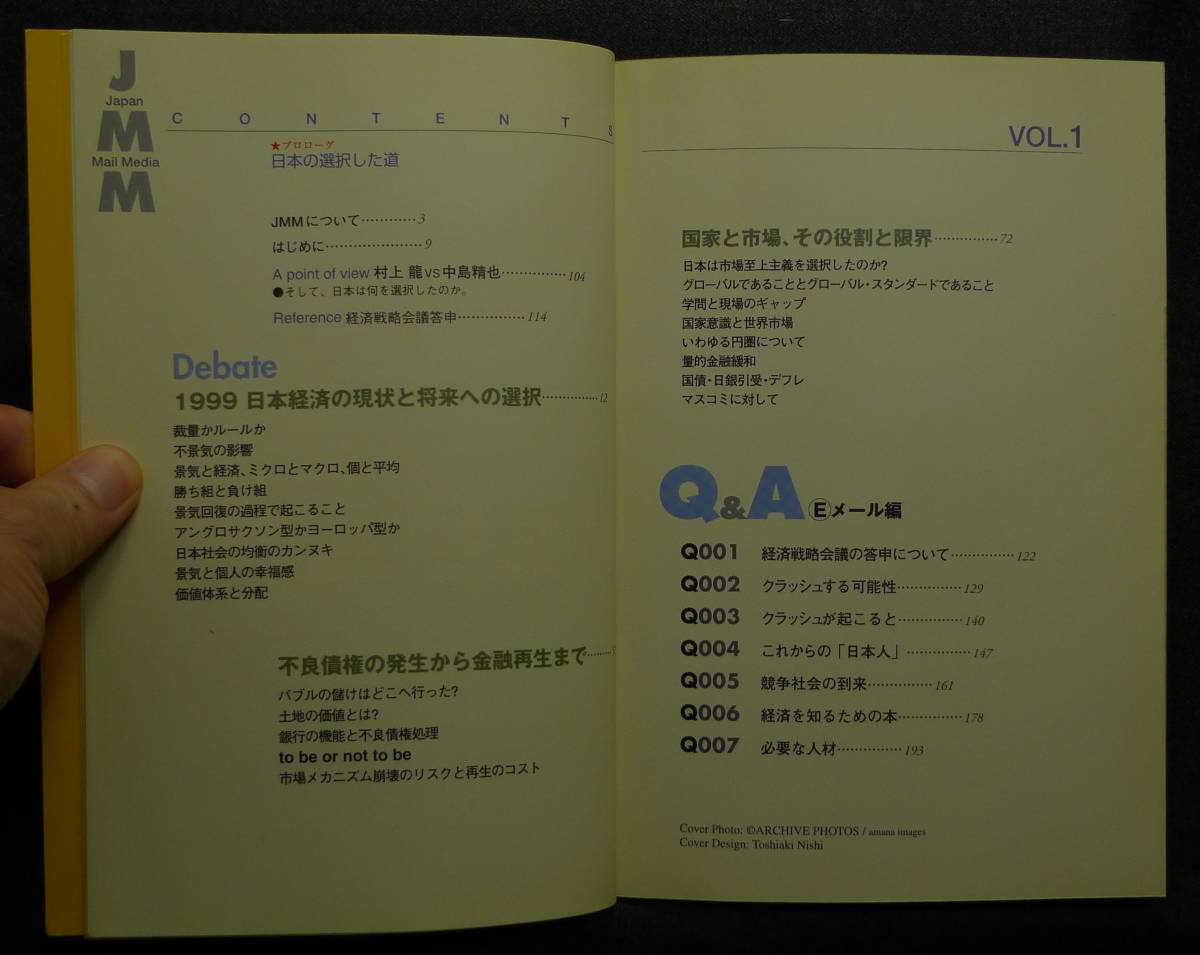 J
Japan
M
Mail Media
M
CONTENTS
★プロローグ
日本の選択した道
JMMについて…………3
はじめに…………………9
A point of view 村上 龍VS中島精也……………104
●そして、日本は何を選択したのか。
Reference 経済戦略会議答申……………114
Debate
1999 日本経済の現状と将来への選択……………12
裁量かルールか
不景気の影響
景気と経済、ミクロとマクロ、個と平均
勝ち組と負け組
景気回復の過程で起こること
アングロサクソン型かヨーロッパ型か
日本社会の均衡のカンヌキ
景気と個人の幸福感
価値体系と分配
不良債権の発生から金融再生まで………
バブルの儲けはどこへ行った?
土地の価値とは?
銀行の機能と不良債権処理
to be or not to be
市場メカニズム崩壊のリスクと再生のコスト
VOL.1
国家と市場、その役割と限界……………72
日本は市場至上主義を選択したのか?
グローバルであることとグローバル・スタンダードであること
学問と現場のギャップ
国家意識と世界市場
いわゆる円圏について
量的金融緩和
国債・日銀引受・デフレ
マスコミに対して
Q&A Ⓔメール編
Q001 経済戦略会議の答申について……………122
Q002 クラッシュする可能性……………129
Q003 クラッシュが起こると……………140
Q004 これからの「日本人」……………147
Q005 競争社会の到来……………161
Q006 経済を知るための本……………178
Q007 必要な人材……………193
Cover Photo: ©ARCHIVE PHOTOS / amana images
Cover Design: Toshiaki Nishi